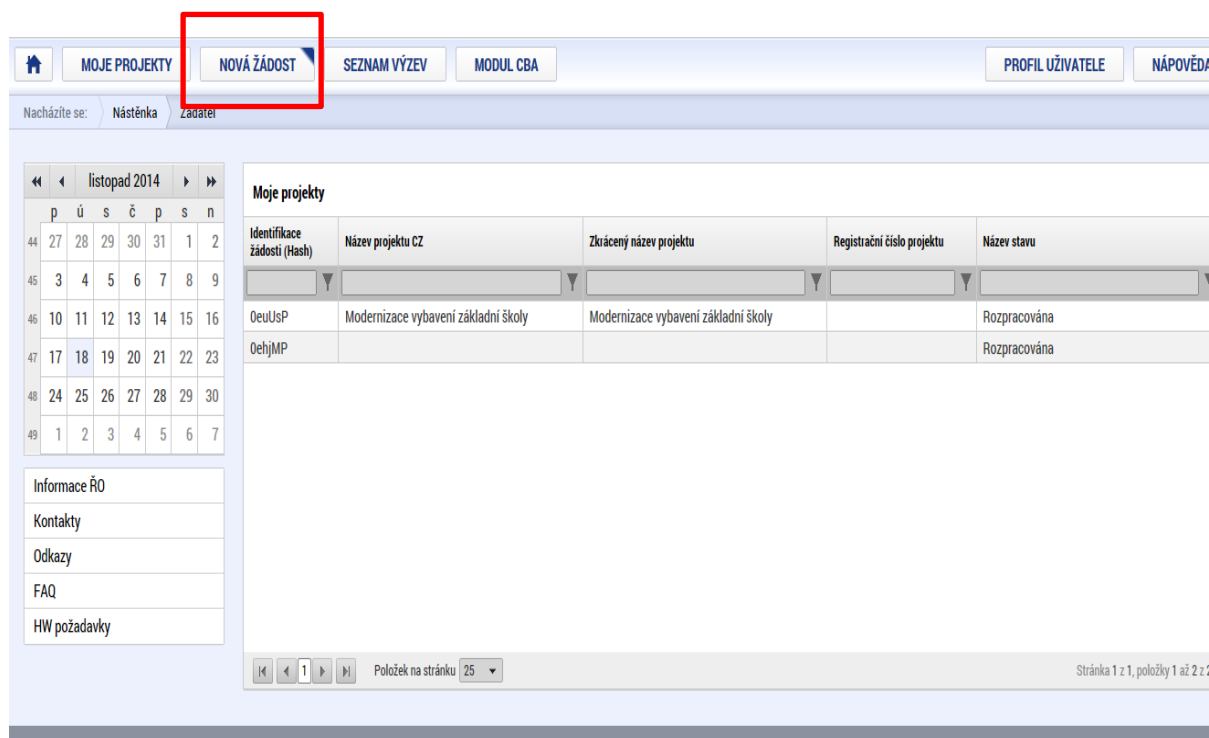 MOJE PROJEKTY NOVÁ ŽÁDOST SEZNAM VÝZEV MODUL CBA PROFIL UŽIVATELE NÁPOVĚDA
Nacházíte se: Nástěnka Žadatel
listopad 2014
p ú s č p s n
44 27 28 29 30 31 1 2
45 3 4 5 6 7 8 9
46 10 11 12 13 14 15 16
47 17 18 19 20 21 22 23
48 24 25 26 27 28 29 30
49 1 2 3 4 5 6 7
Informace ŘO
Kontakty
Odkazy
FAQ
HW požadavky
Moje projekty
Identifikace
žádosti (Hash) Název projektu CZ Zkrácený název projektu Registrační číslo projektu Název stavu
0euUsP Modernizace vybavení základní školy Modernizace vybavení základní školy Rozpracována
0ehjMP Rozpracována
1 Položek na stránku 25 Stránka 1 z 1, položky 1 až 2 z 2